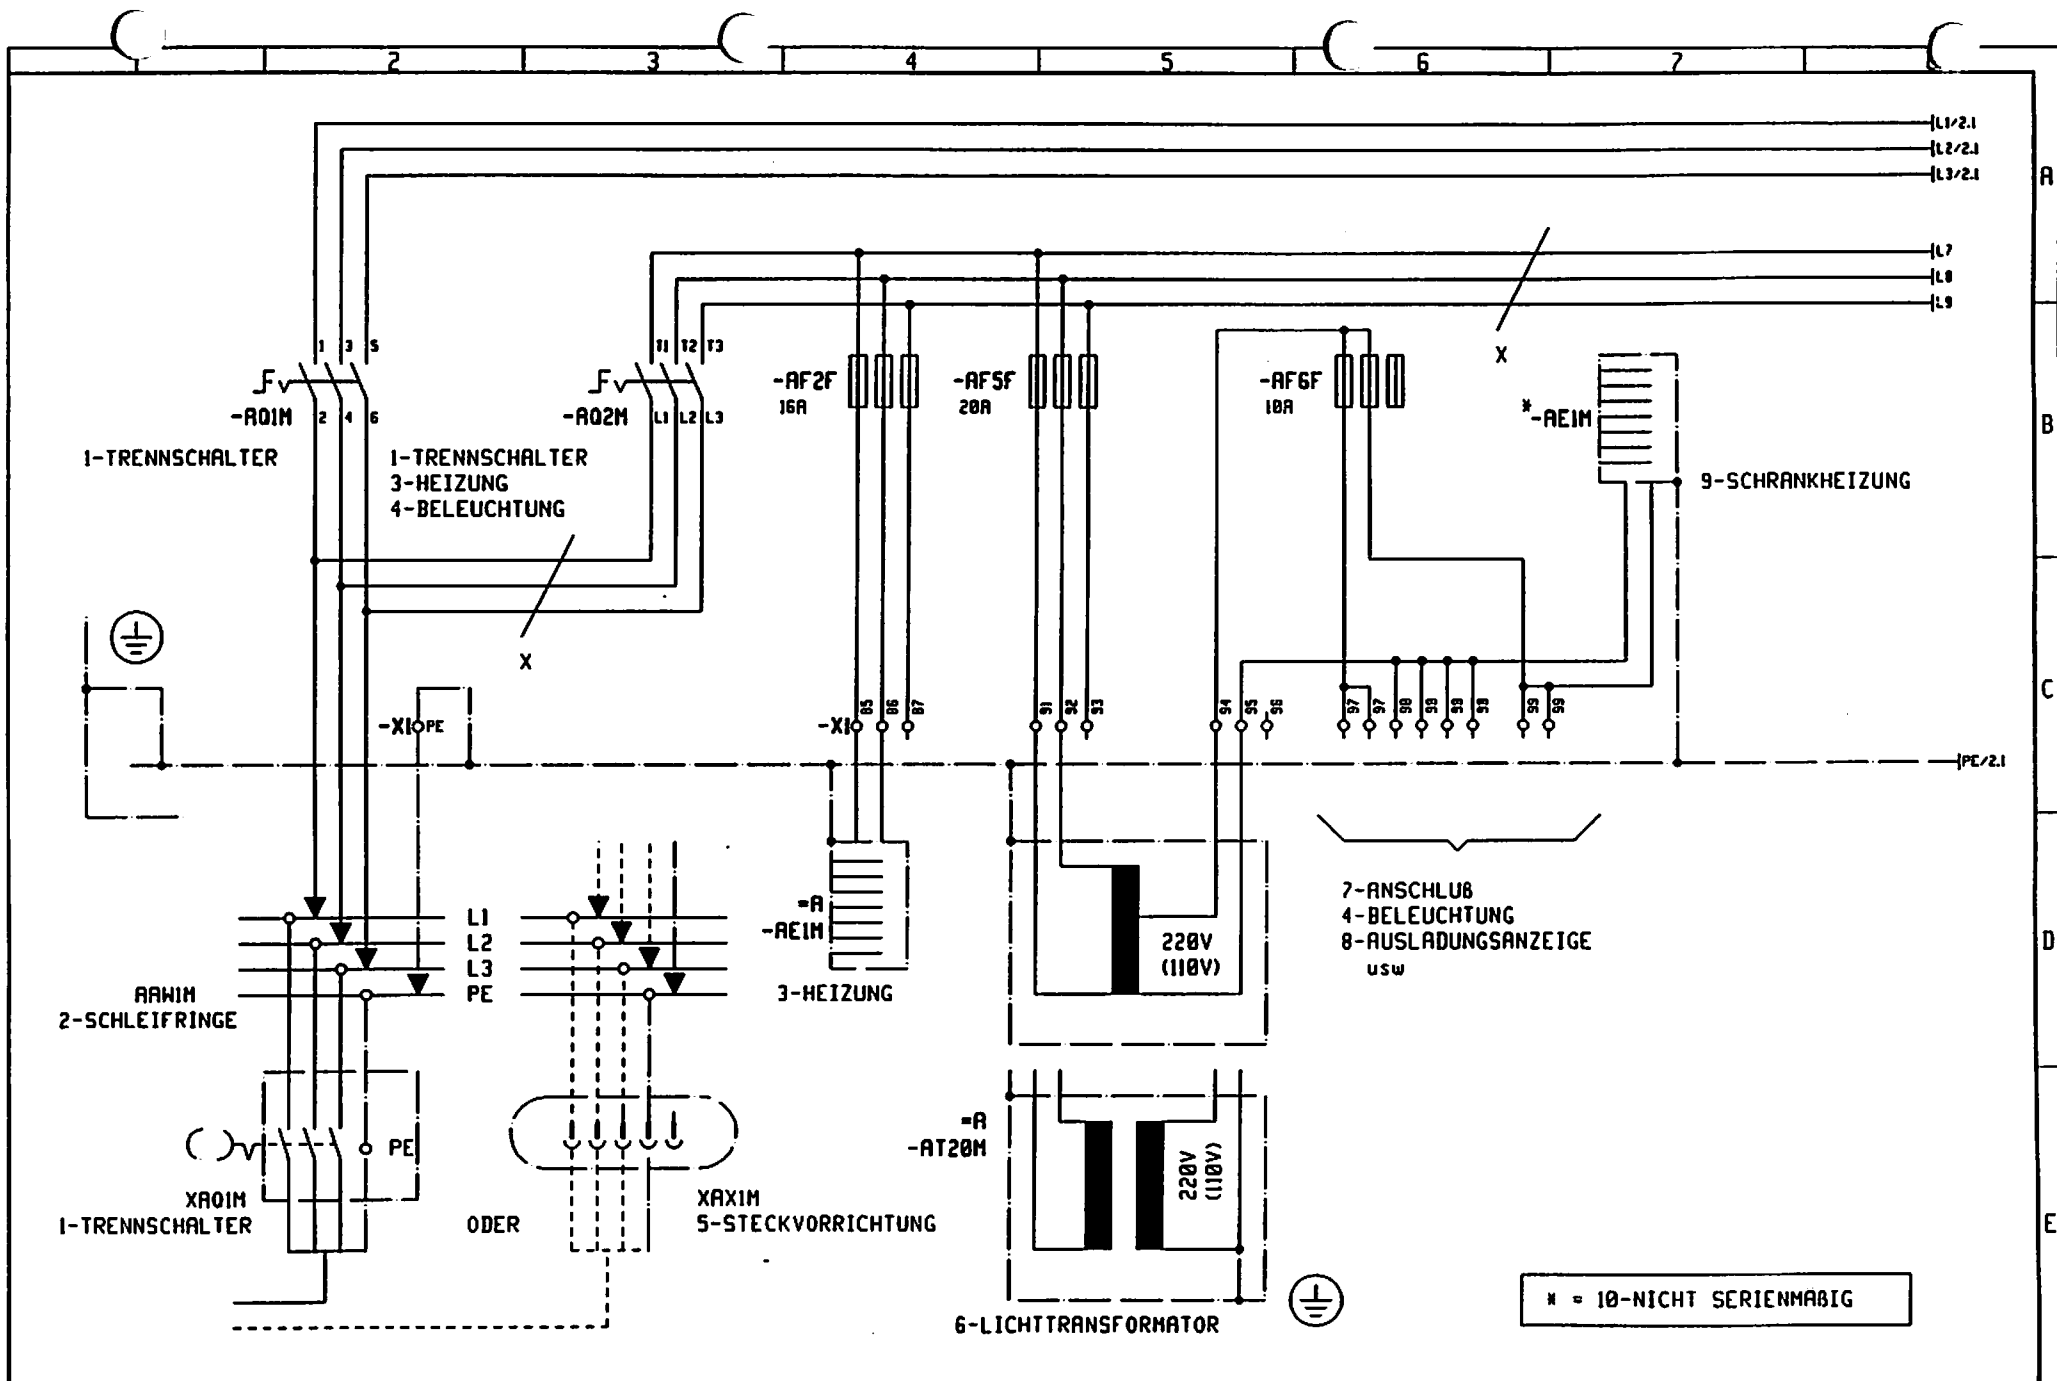 2 3 4 5 6 7
L1/2.1
L2/2.1
L3/2.1
A
L7
L8
L9
1 3 5
T1 T2 T3
X
-AQ1M 2 4 6
-AQ2M L1 L2 L3
-AF2F
16A
-AF5F
20A
-AF6F
10A
*-AE1M
B
1-TRENNSCHALTER
1-TRENNSCHALTER
3-HEIZUNG
4-BELEUCHTUNG
9-SCHRANKHEIZUNG
X
C
-X1 PE
-X1 85 86 87
91 92 93
94 95 96
97 97 98 98 98 98
99 99
PE/2.1
L1
L2
L3
PE
AAW1M
2-SCHLEIFRINGE
=A
-AE1M
3-HEIZUNG
220V
(110V)
7-ANSCHLUß
4-BELEUCHTUNG
8-AUSLADUNGSANZEIGE
usw
D
PE
XAQ1M
1-TRENNSCHALTER
ODER
XAX1M
5-STECKVORRICHTUNG
=A
-AT20M
220V
(110V)
6-LICHTTRANSFORMATOR
E
* = 10-NICHT SERIENMÄßIG